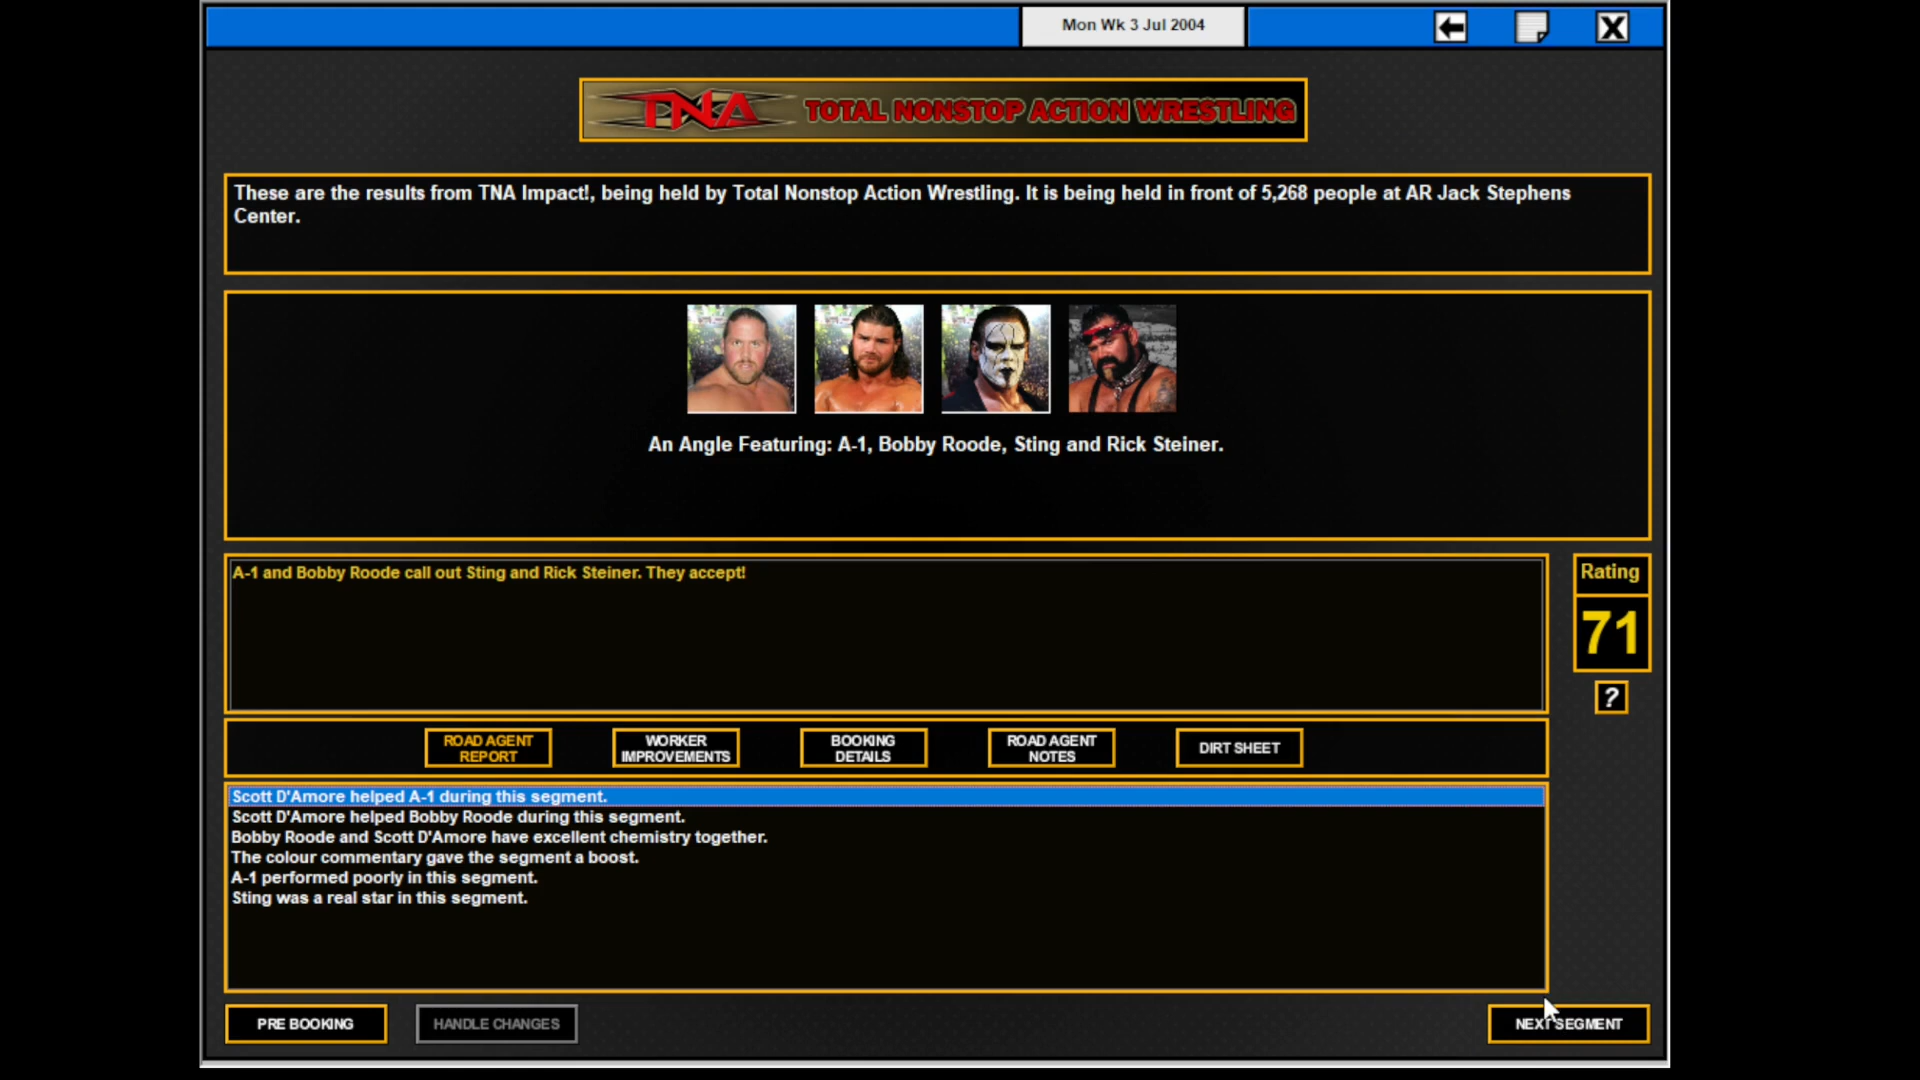 Mon Wk 3 Jul 2004
TNA TOTAL NONSTOP ACTION WRESTLING
These are the results from TNA Impact!, being held by Total Nonstop Action Wrestling. It is being held in front of 5,268 people at AR Jack Stephens
Center.
An Angle Featuring: A-1, Bobby Roode, Sting and Rick Steiner.
A-1 and Bobby Roode call out Sting and Rick Steiner. They accept!
Rating
71
?
ROAD AGENT
REPORT
WORKER
IMPROVEMENTS
BOOKING
DETAILS
ROAD AGENT
NOTES
DIRT SHEET
Scott D'Amore helped A-1 during this segment.
Scott D'Amore helped Bobby Roode during this segment.
Bobby Roode and Scott D'Amore have excellent chemistry together.
The colour commentary gave the segment a boost.
A-1 performed poorly in this segment.
Sting was a real star in this segment.
PRE BOOKING
HANDLE CHANGES
NEXT SEGMENT